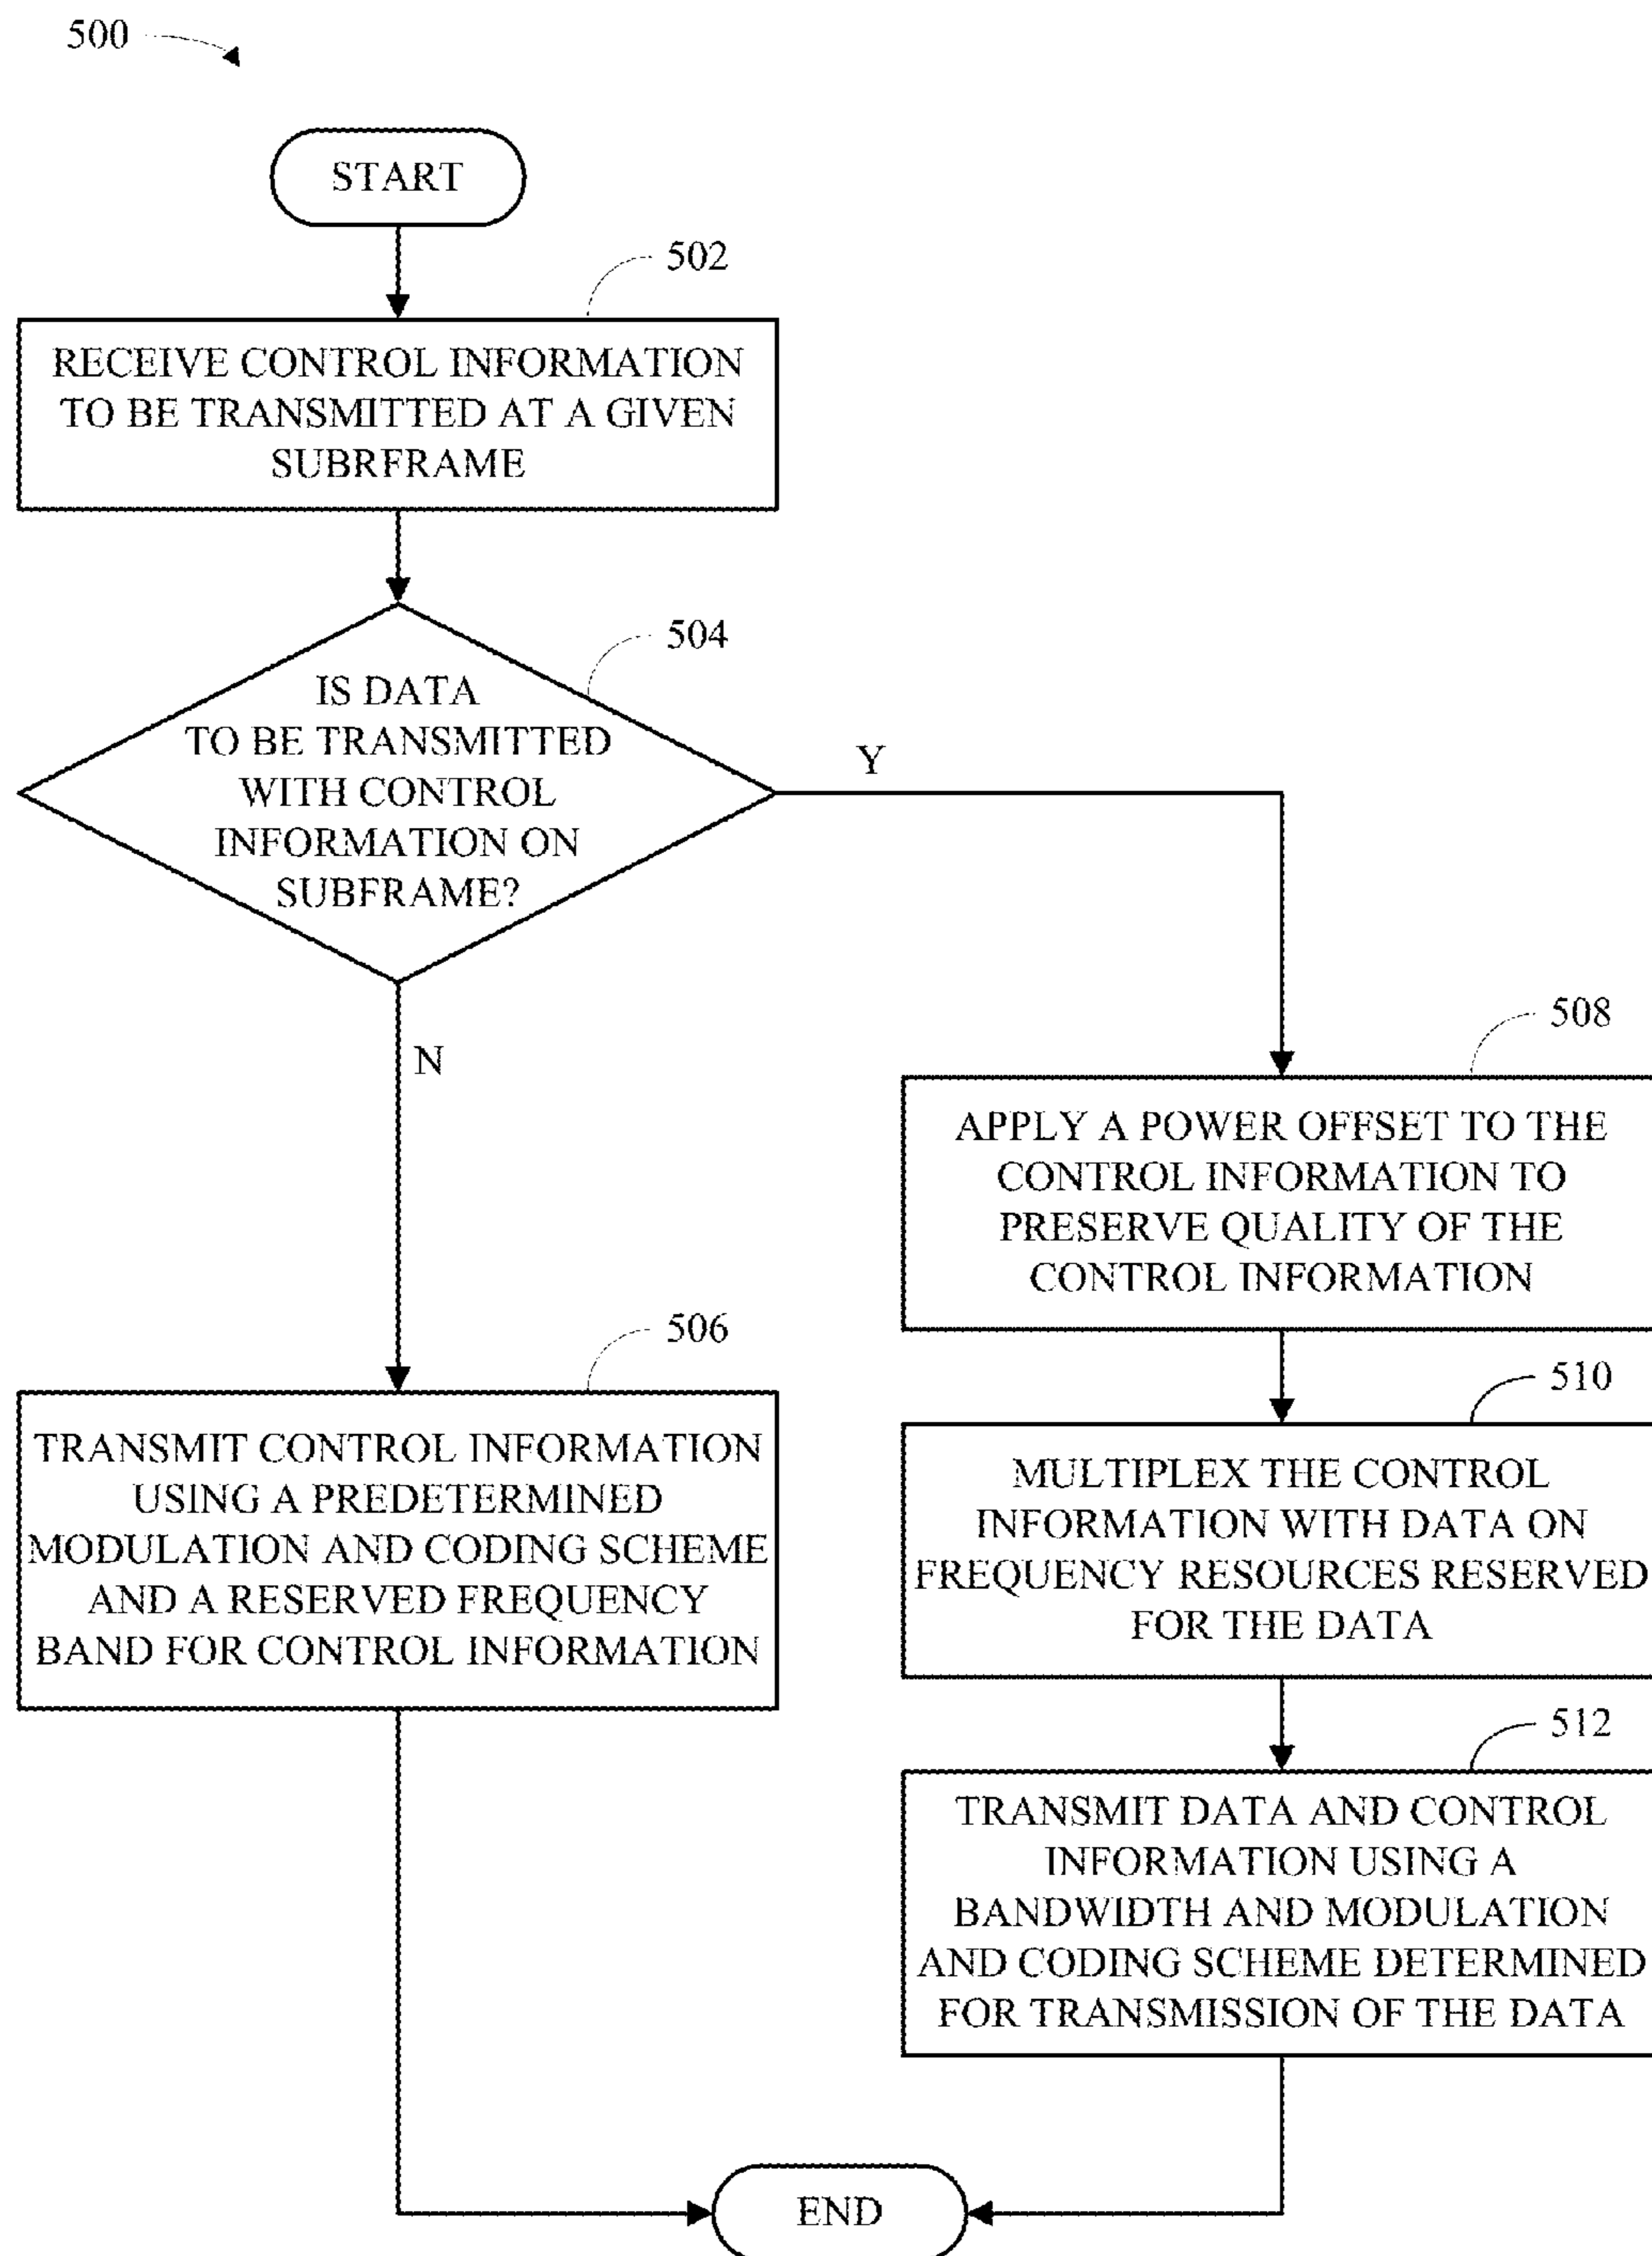 500
START
502
RECEIVE CONTROL INFORMATION
TO BE TRANSMITTED AT A GIVEN
SUBRFRAME
504
IS DATA
TO BE TRANSMITTED
WITH CONTROL
INFORMATION ON
SUBFRAME?
Y
N
506
TRANSMIT CONTROL INFORMATION
USING A PREDETERMINED
MODULATION AND CODING SCHEME
AND A RESERVED FREQUENCY
BAND FOR CONTROL INFORMATION
508
APPLY A POWER OFFSET TO THE
CONTROL INFORMATION TO
PRESERVE QUALITY OF THE
CONTROL INFORMATION
510
MULTIPLEX THE CONTROL
INFORMATION WITH DATA ON
FREQUENCY RESOURCES RESERVED
FOR THE DATA
512
TRANSMIT DATA AND CONTROL
INFORMATION USING A
BANDWIDTH AND MODULATION
AND CODING SCHEME DETERMINED
FOR TRANSMISSION OF THE DATA
END